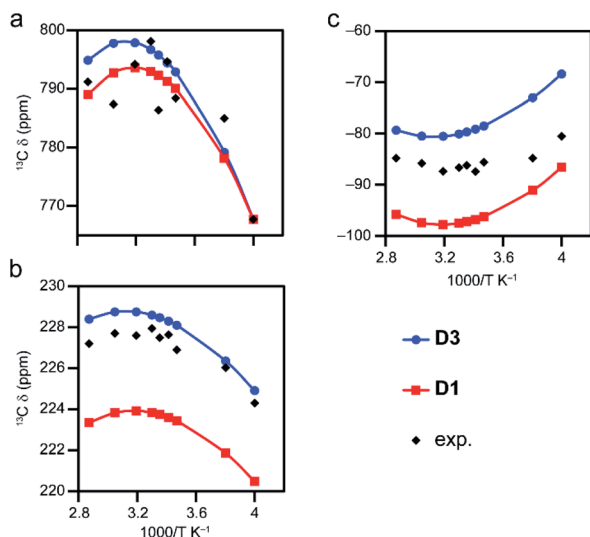 a
800
790
780
770
¹³C δ (ppm)
b
230
228
226
224
222
220
¹³C δ (ppm)
2.8
3.2
3.6
4
1000/T K⁻¹
c
−60
−70
−80
−90
−100
2.8
3.2
3.6
4
1000/T K⁻¹
D3
D1
exp.